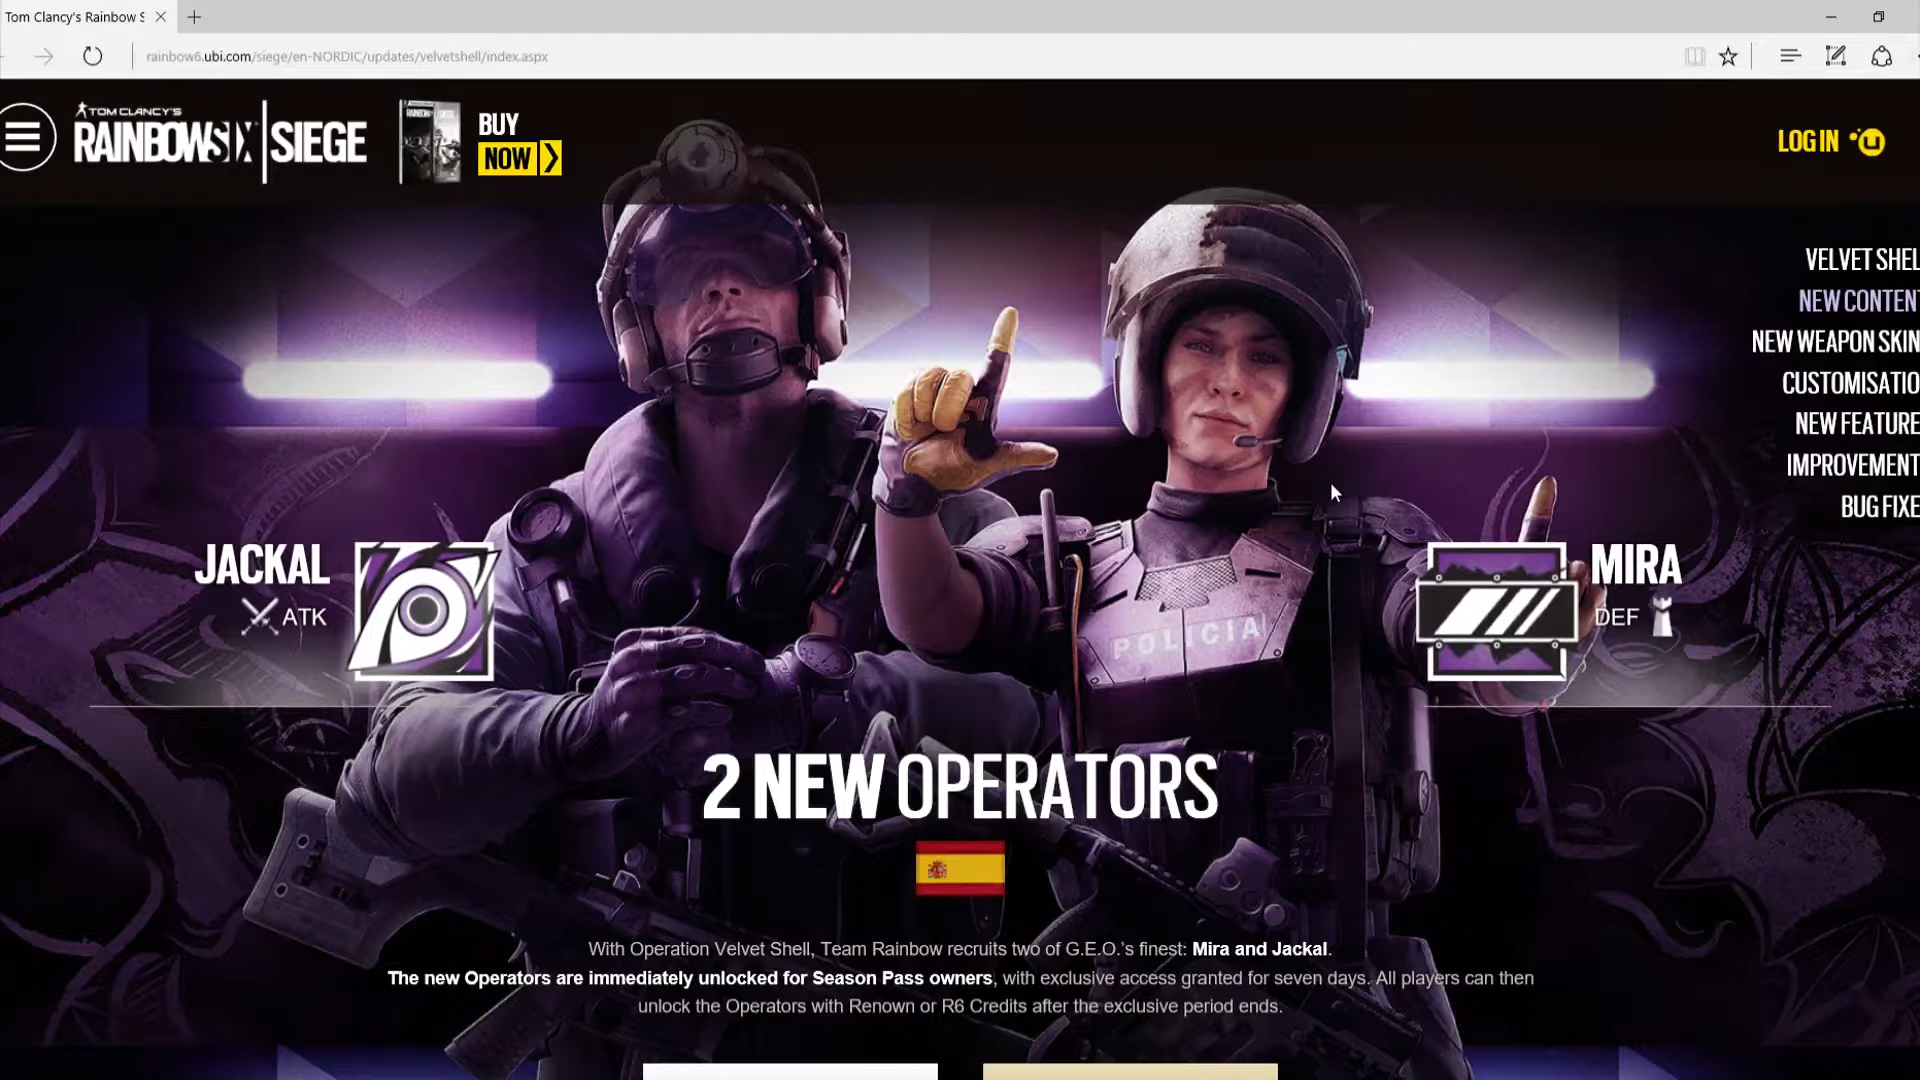 Tom Clancy's Rainbow S
rainbow6.ubi.com/siege/en-NORDIC/updates/velvetshell/index.aspx
TOM CLANCY'S
RAINBOWSIX SIEGE
BUY
NOW
LOG IN
VELVET SHEL
NEW CONTENT
NEW WEAPON SKIN
CUSTOMISATIO
NEW FEATURE
IMPROVEMENT
BUG FIXE
JACKAL
ATK
MIRA
DEF
POLICIA
2 NEW OPERATORS
With Operation Velvet Shell, Team Rainbow recruits two of G.E.O.'s finest: Mira and Jackal.
The new Operators are immediately unlocked for Season Pass owners, with exclusive access granted for seven days. All players can then
unlock the Operators with Renown or R6 Credits after the exclusive period ends.